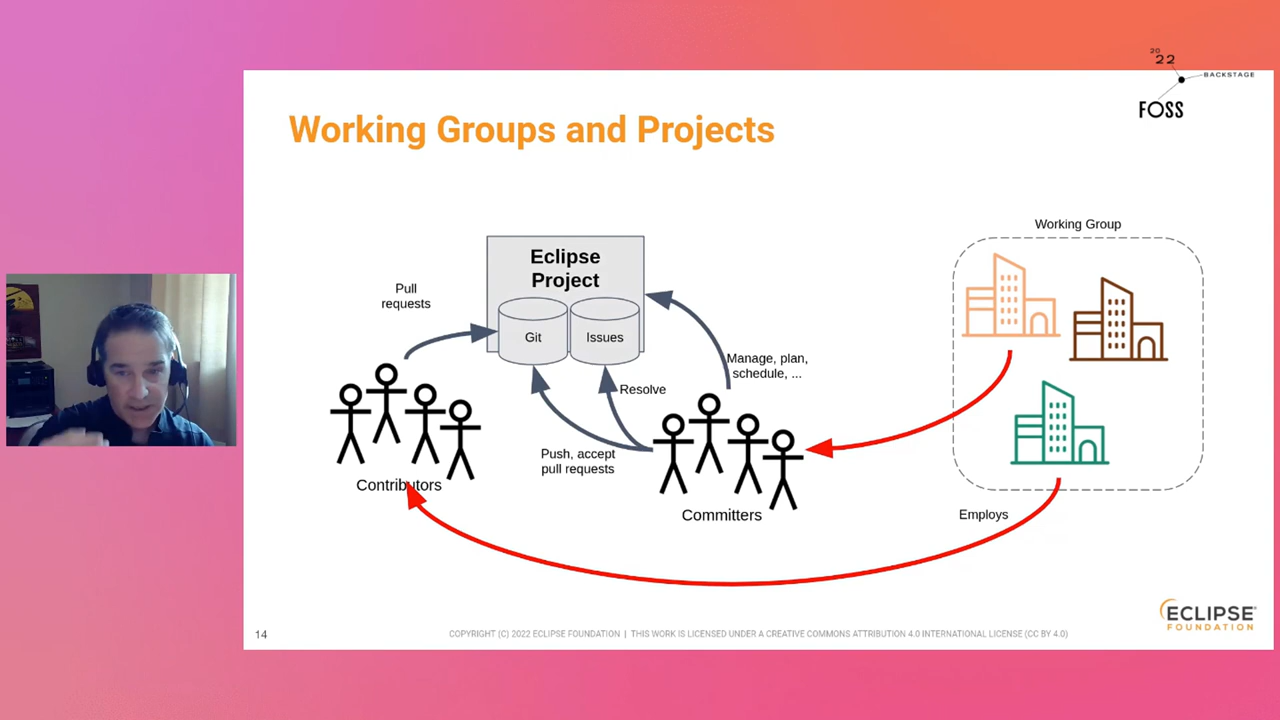 20
22
BACKSTAGE
FOSS
Working Groups and Projects
Working Group
Eclipse
Project
Pull
requests
Git
Issues
Manage, plan,
schedule, ...
Resolve
Push, accept
pull requests
Contributors
Committers
Employs
14
COPYRIGHT (C) 2022 ECLIPSE FOUNDATION | THIS WORK IS LICENSED UNDER A CREATIVE COMMONS ATTRIBUTION 4.0 INTERNATIONAL LICENSE (CC BY 4.0)
ECLIPSE
FOUNDATION